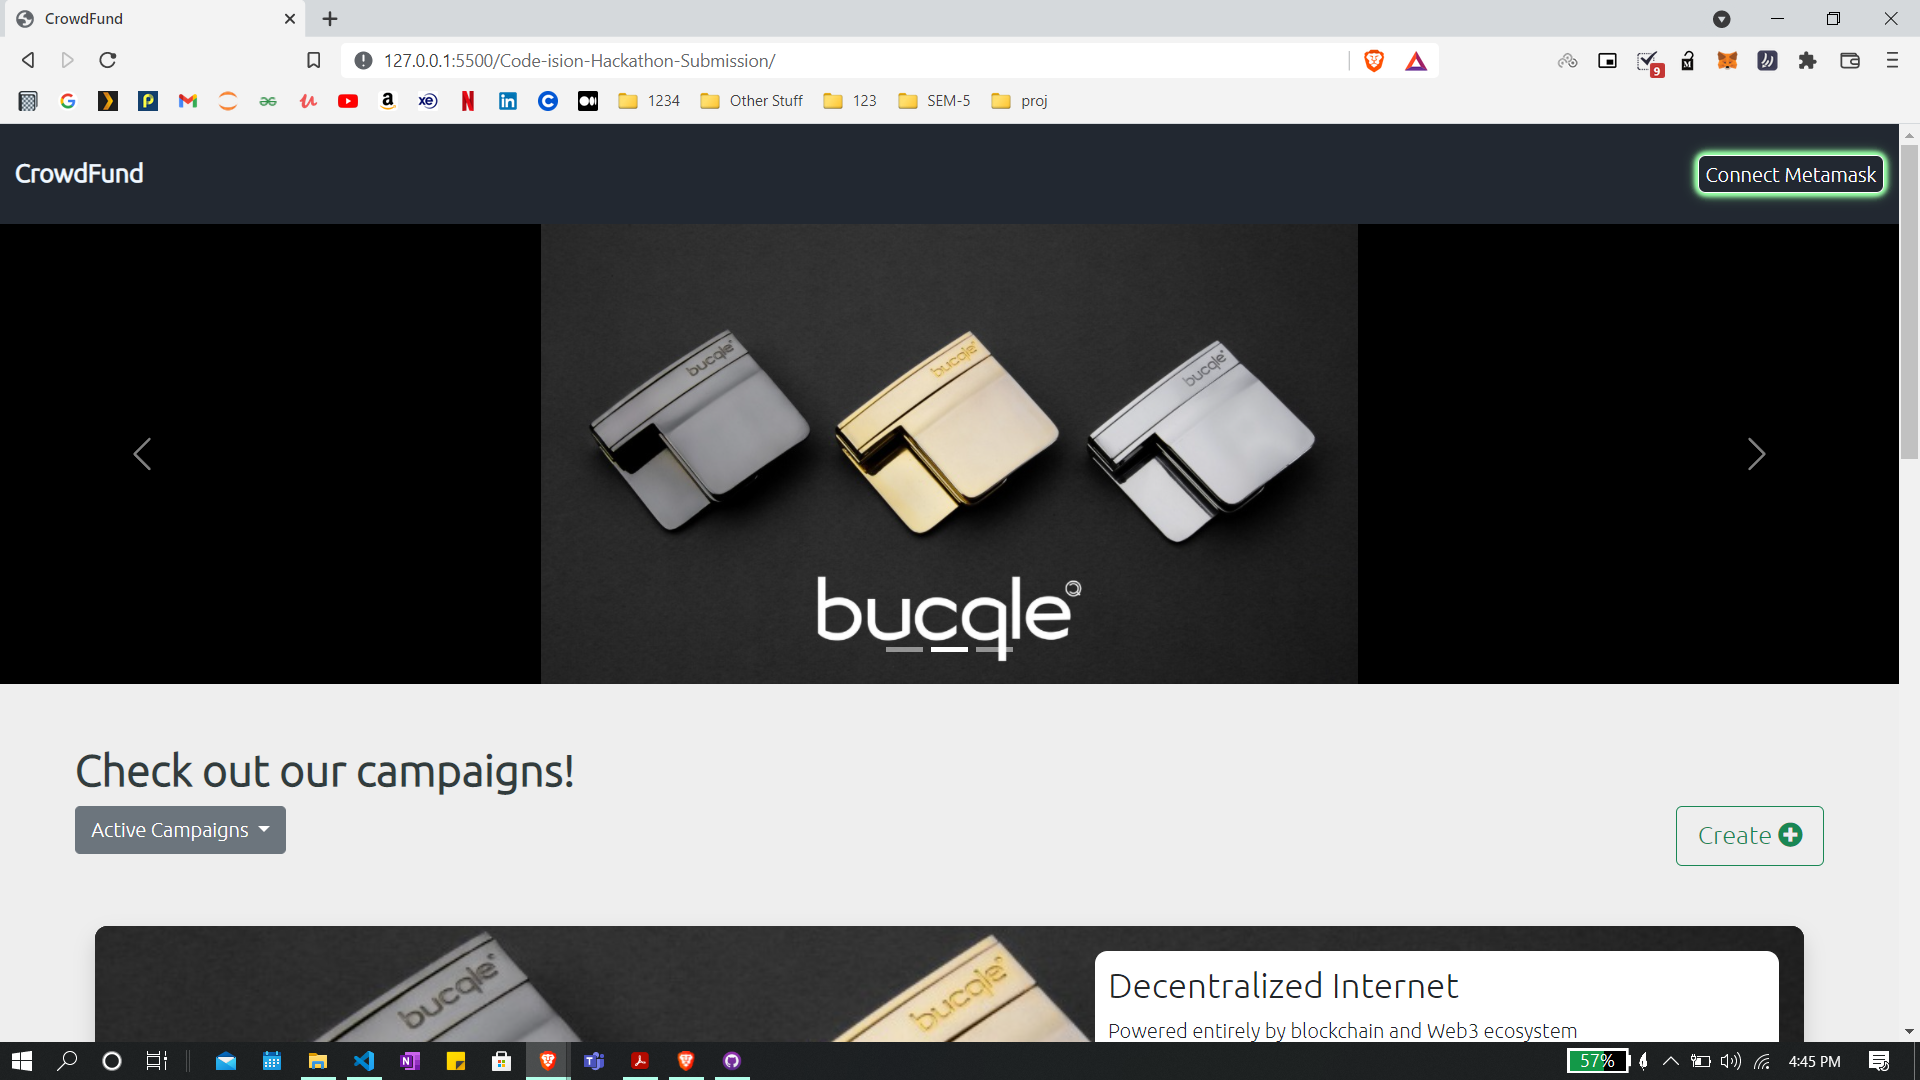 CrowdFund
127.0.0.1:5500/Code-ision-Hackathon-Submission/
9
M
xe
1234
Other Stuff
123
SEM-5
proj
CrowdFund
Connect Metamask
bucqle
bucqle
bucqle
bucqle
Check out our campaigns!
Active Campaigns
Create
bucqle
bucqle
Decentralized Internet
Powered entirely by blockchain and Web3 ecosystem
57%
4:45 PM